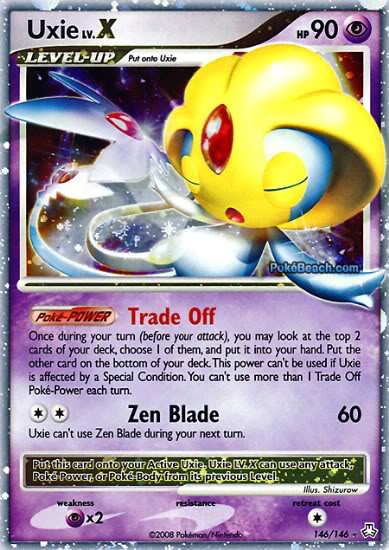 Uxie LV.X HP 90
LEVEL-UP Put onto Uxie
PokéBeach.com
Poké-POWER Trade Off
Once during your turn (before your attack), you may look at the top 2
cards of your deck, choose 1 of them, and put it into your hand. Put the
other card on the bottom of your deck. This power can't be used if Uxie
is affected by a Special Condition. You can't use more than 1 Trade Off
Poké-Power each turn.
Zen Blade 60
Uxie can't use Zen Blade during your next turn.
Put this card onto your Active Uxie. Uxie LV.X can use any attack,
Poké-Power, or Poké-Body from its previous Level.
Illus. Shizurow
weakness resistance retreat cost
×2
©2008 Pokémon/Nintendo 146/146